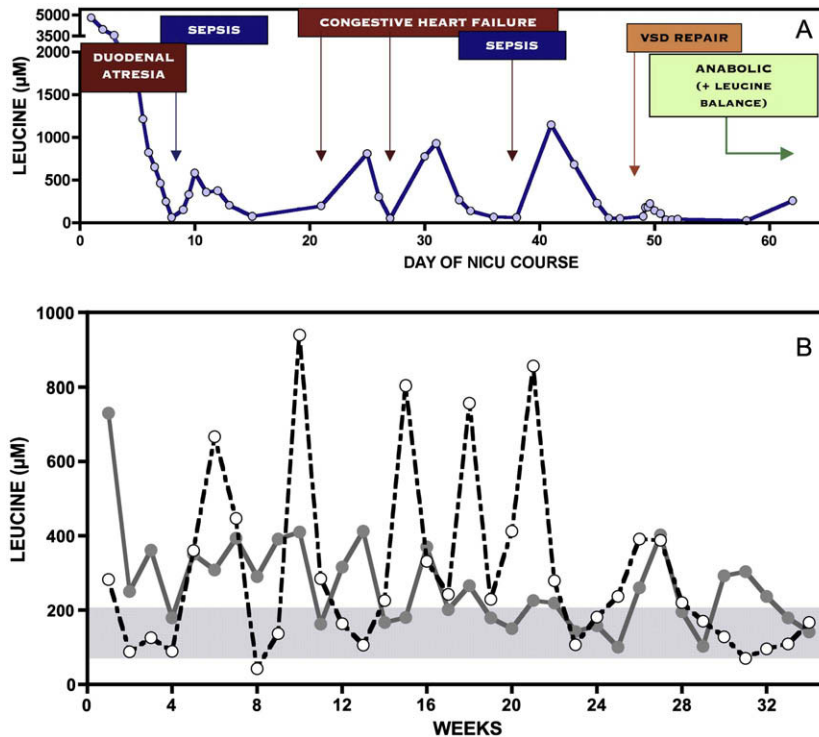 A
SEPSIS
CONGESTIVE HEART FAILURE
SEPSIS
VSD REPAIR
DUODENAL
ATRESIA
ANABOLIC
(+ LEUCINE
BALANCE)
LEUCINE (µM)
5000
3500
2000
1500
1000
500
0
0 10 20 30 40 50 60
DAY OF NICU COURSE
B
LEUCINE (µM)
1000
800
600
400
200
0
0 4 8 12 16 20 24 28 32
WEEKS